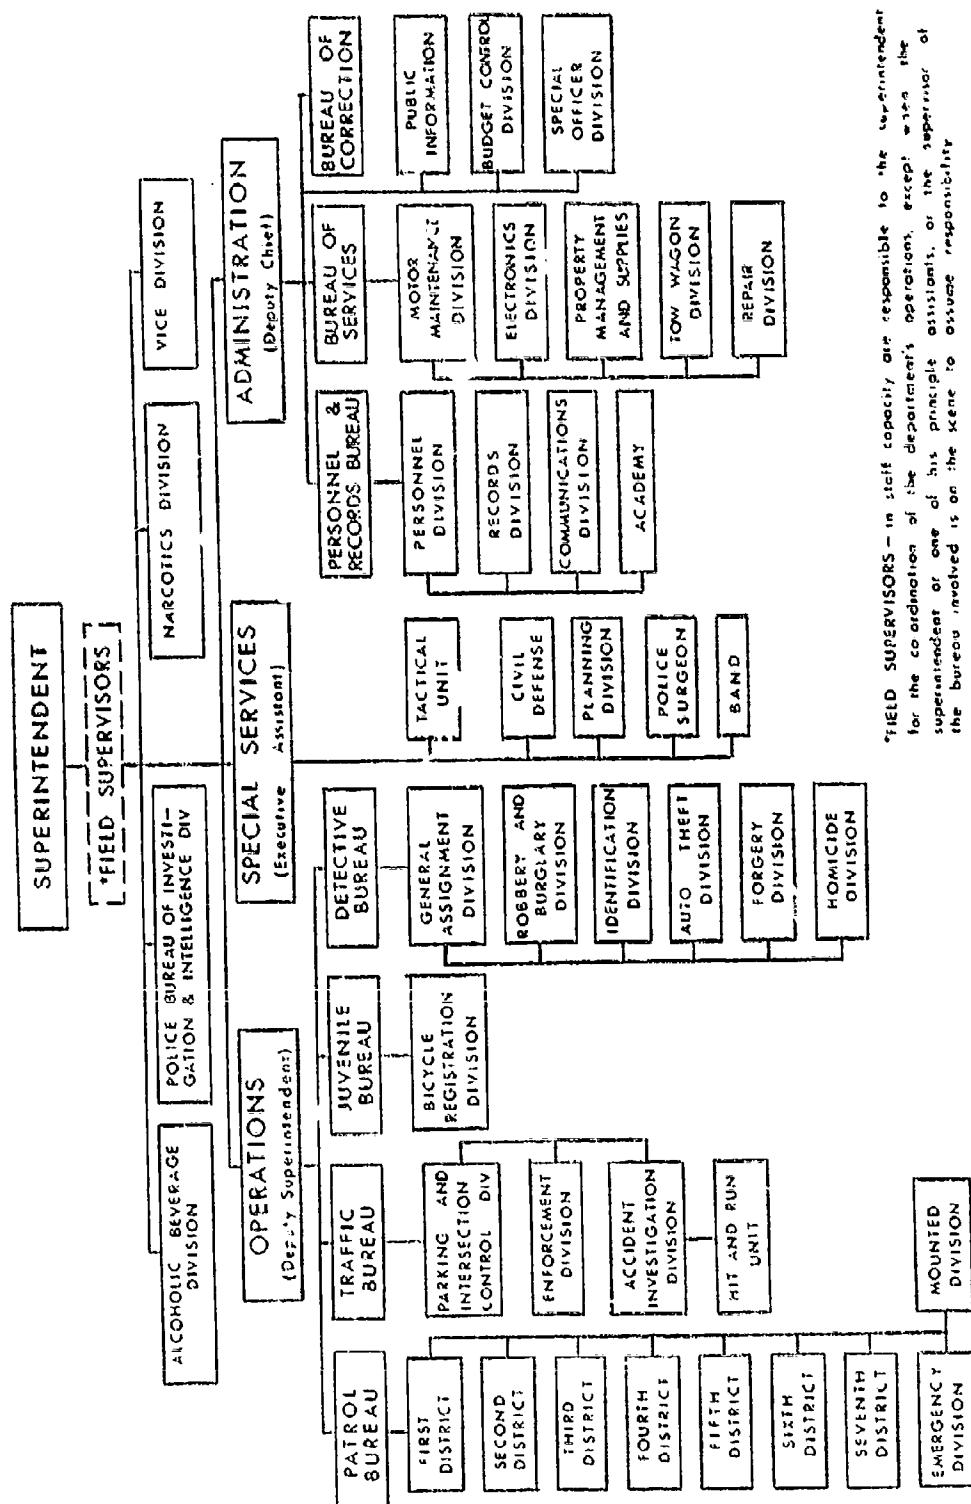 SUPERINTENDENT
*FIELD SUPERVISORS
ALCOHOLIC BEVERAGE
DIVISION
POLICE BUREAU OF INVESTI-
GATION & INTELLIGENCE DIV
NARCOTICS DIVISION
VICE DIVISION
OPERATIONS
(Deputy Superintendent)
SPECIAL SERVICES
(Executive Assistant)
ADMINISTRATION
(Deputy Chief)
PATROL
BUREAU
TRAFFIC
BUREAU
JUVENILE
BUREAU
DETECTIVE
BUREAU
PERSONNEL &
RECORDS BUREAU
BUREAU OF
SERVICES
BUREAU OF
CORRECTION
FIRST
DISTRICT
SECOND
DISTRICT
THIRD
DISTRICT
FOURTH
DISTRICT
FIFTH
DISTRICT
SIXTH
DISTRICT
SEVENTH
DISTRICT
EMERGENCY
DIVISION
MOUNTED
DIVISION
PARKING AND
INTERSECTION
CONTROL DIV
ENFORCEMENT
DIVISION
ACCIDENT
INVESTIGATION
DIVISION
HIT AND RUN
UNIT
BICYCLE
REGISTRATION
DIVISION
GENERAL
ASSIGNMENT
DIVISION
ROBBERY AND
BURGLARY
DIVISION
IDENTIFICATION
DIVISION
AUTO THEFT
DIVISION
FORGERY
DIVISION
HOMICIDE
DIVISION
TACTICAL
UNIT
CIVIL
DEFENSE
PLANNING
DIVISION
POLICE
SURGEON
BAND
PERSONNEL
DIVISION
RECORDS
DIVISION
COMMUNICATIONS
DIVISION
ACADEMY
MOTOR
MAINTENANCE
DIVISION
ELECTRONICS
DIVISION
PROPERTY
MANAGEMENT
AND SUPPLIES
TOW WAGON
DIVISION
REPAIR
DIVISION
PUBLIC
INFORMATION
BUDGET CONTROL
DIVISION
SPECIAL
OFFICER
DIVISION
*FIELD SUPERVISORS – in staff capacity are responsible to the superintendent
for the co ordination of the department's operations, except when the
superintendent or one of his principle assistants, or the supervisor of
the bureau involved is on the scene to assume responsibility